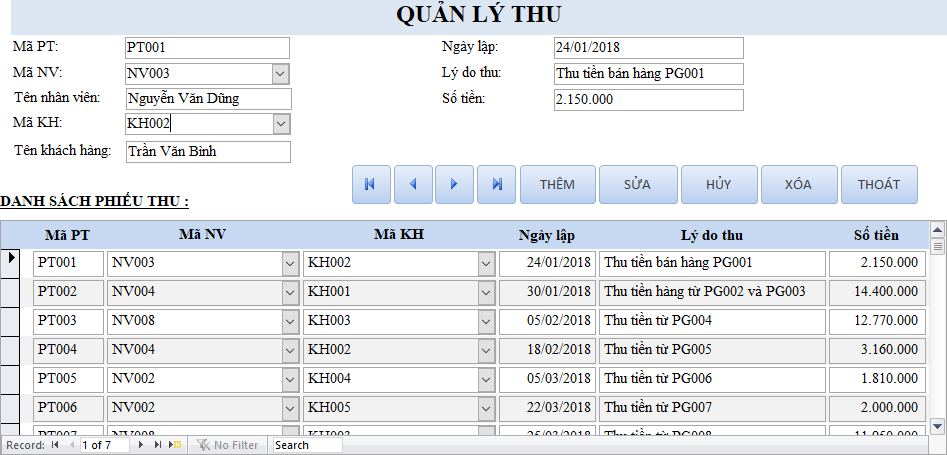 QUẢN LÝ THU
Mã PT: PT001 Ngày lập: 24/01/2018
Mã NV: NV003 Lý do thu: Thu tiền bán hàng PG001
Tên nhân viên: Nguyễn Văn Dũng Số tiền: 2.150.000
Mã KH: KH002
Tên khách hàng: Trần Văn Bình
THÊM SỬA HỦY XÓA THOÁT
DANH SÁCH PHIẾU THU :
Mã PT Mã NV Mã KH Ngày lập Lý do thu Số tiền
PT001 NV003 KH002 24/01/2018 Thu tiền bán hàng PG001 2.150.000
PT002 NV004 KH001 30/01/2018 Thu tiền hàng từ PG002 và PG003 14.400.000
PT003 NV008 KH003 05/02/2018 Thu tiền từ PG004 12.770.000
PT004 NV004 KH002 18/02/2018 Thu tiền từ PG005 3.160.000
PT005 NV002 KH004 05/03/2018 Thu tiền từ PG006 1.810.000
PT006 NV002 KH005 22/03/2018 Thu tiền từ PG007 2.000.000
Record: 1 of 7 No Filter Search